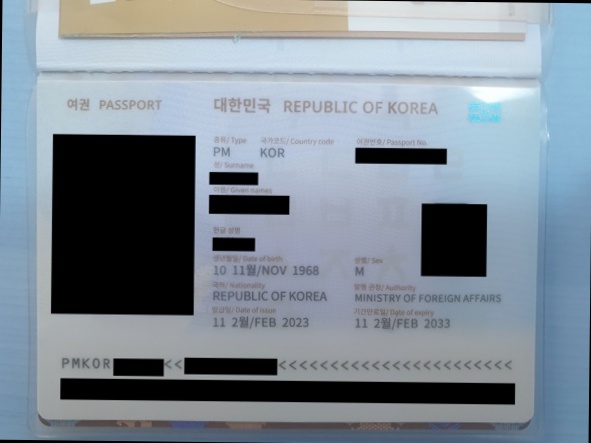 여권 PASSPORT 대한민국 REPUBLIC OF KOREA
종류/ Type 국가코드/ Country code 여권번호/ Passport No.
PM KOR
성/ Surname
이름/ Given names
한글 성명
생년월일/ Date of birth 성별/ Sex
10 11월/NOV 1968 M
국적/ Nationality 발행 관청/ Authority
REPUBLIC OF KOREA MINISTRY OF FOREIGN AFFAIRS
발급일/ Date of issue 기간만료일/ Date of expiry
11 2월/FEB 2023 11 2월/FEB 2033
PMKOR << <<<<<<<<<<<<<<<<<<<<<<<<<<